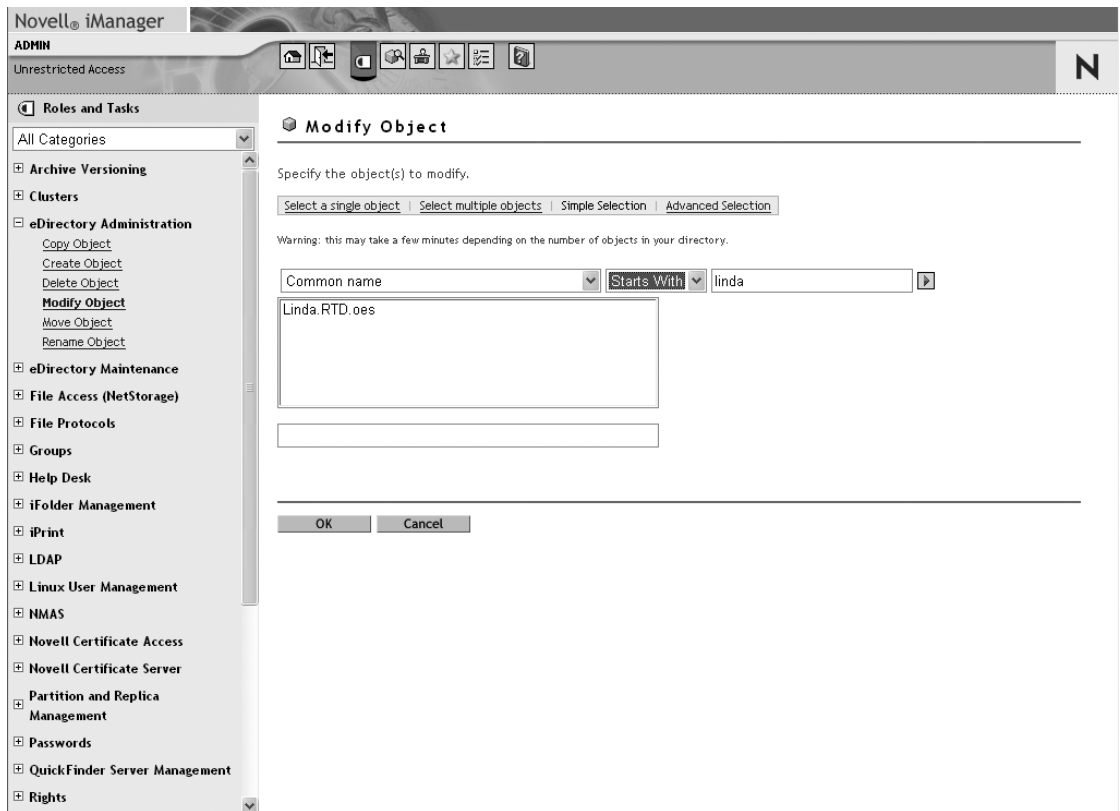 Novell® iManager
ADMIN
Unrestricted Access
N
Roles and Tasks
All Categories
Archive Versioning
Clusters
eDirectory Administration
Copy Object
Create Object
Delete Object
Modify Object
Move Object
Rename Object
eDirectory Maintenance
File Access (NetStorage)
File Protocols
Groups
Help Desk
iFolder Management
iPrint
LDAP
Linux User Management
NMAS
Novell Certificate Access
Novell Certificate Server
Partition and Replica
Management
Passwords
QuickFinder Server Management
Rights
Modify Object
Specify the object(s) to modify.
Select a single object | Select multiple objects | Simple Selection | Advanced Selection
Warning: this may take a few minutes depending on the number of objects in your directory.
Common name Starts With linda
Linda.RTD.oes
OK Cancel